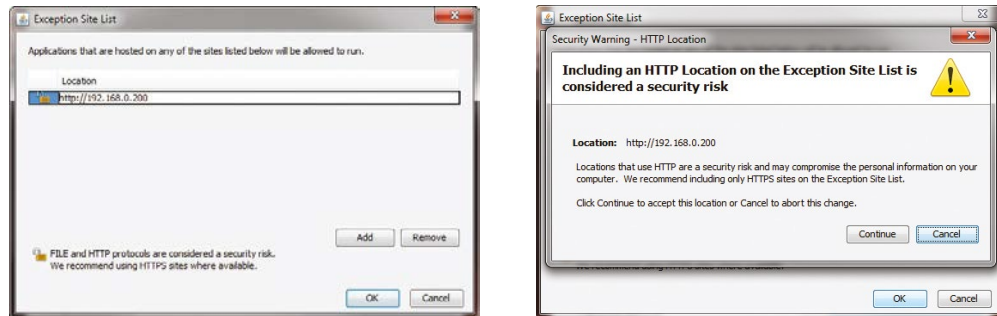 Exception Site List
Applications that are hosted on any of the sites listed below will be allowed to run.
Location
http://192.168.0.200
Add Remove
FILE and HTTP protocols are considered a security risk.
We recommend using HTTPS sites where available.
OK Cancel
Exception Site List
Security Warning - HTTP Location
Including an HTTP Location on the Exception Site List is
considered a security risk
Location: http://192.168.0.200
Locations that use HTTP are a security risk and may compromise the personal information on your
computer. We recommend including only HTTPS sites on the Exception Site List.
Click Continue to accept this location or Cancel to abort this change.
Continue Cancel
OK Cancel